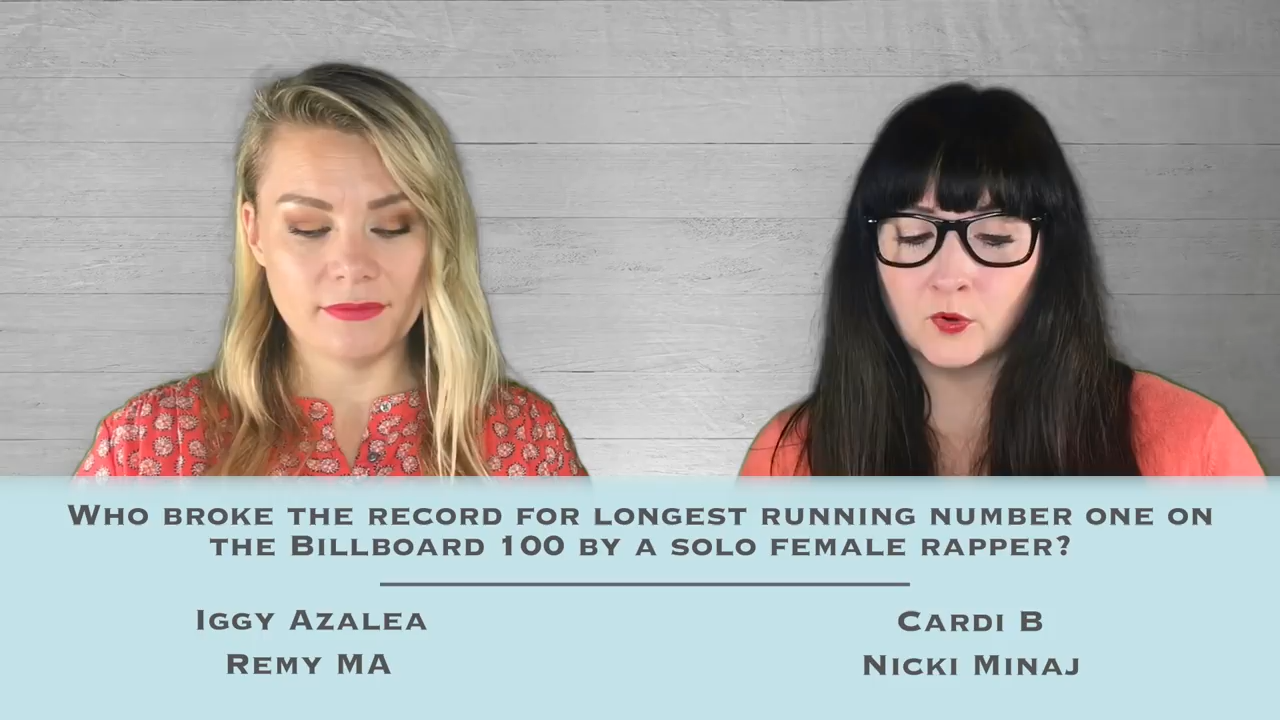 Who broke the record for longest running number one on
the Billboard 100 by a solo female rapper?
Iggy Azalea
Cardi B
Remy MA
Nicki Minaj